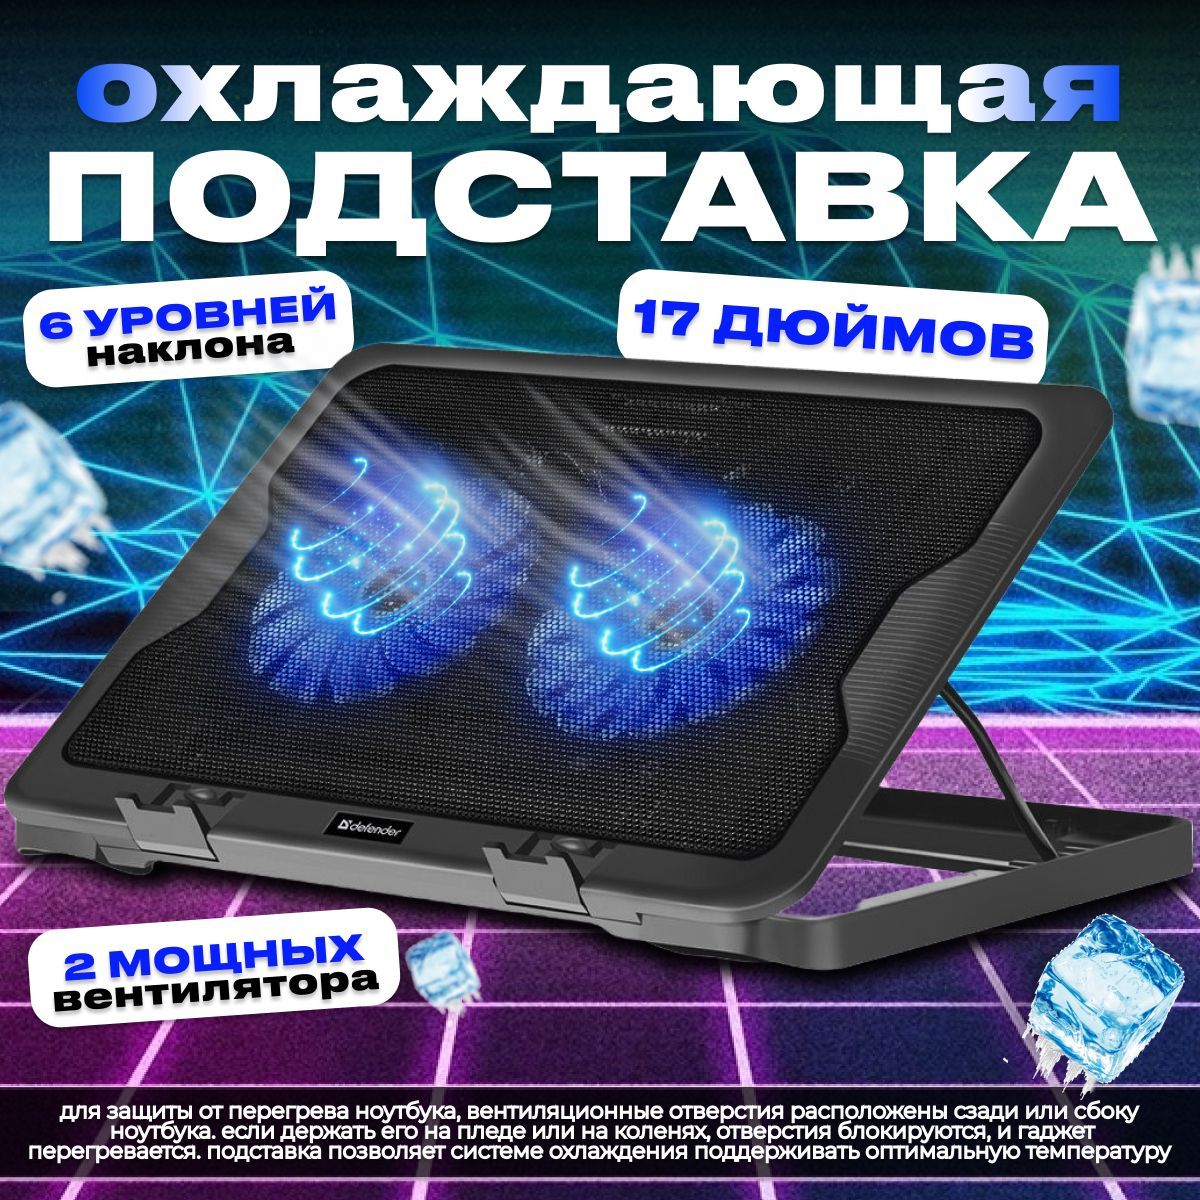 охлаждающая
ПОДСТАВКА
6 УРОВНЕЙ
наклона
17 ДЮЙМОВ
defender
2 МОЩНЫХ
вентилятора
для защиты от перегрева ноутбука, вентиляционные отверстия расположены сзади или сбоку
ноутбука. если держать его на пледе или на коленях, отверстия блокируются, и гаджет
перегревается. подставка позволяет системе охлаждения поддерживать оптимальную температуру